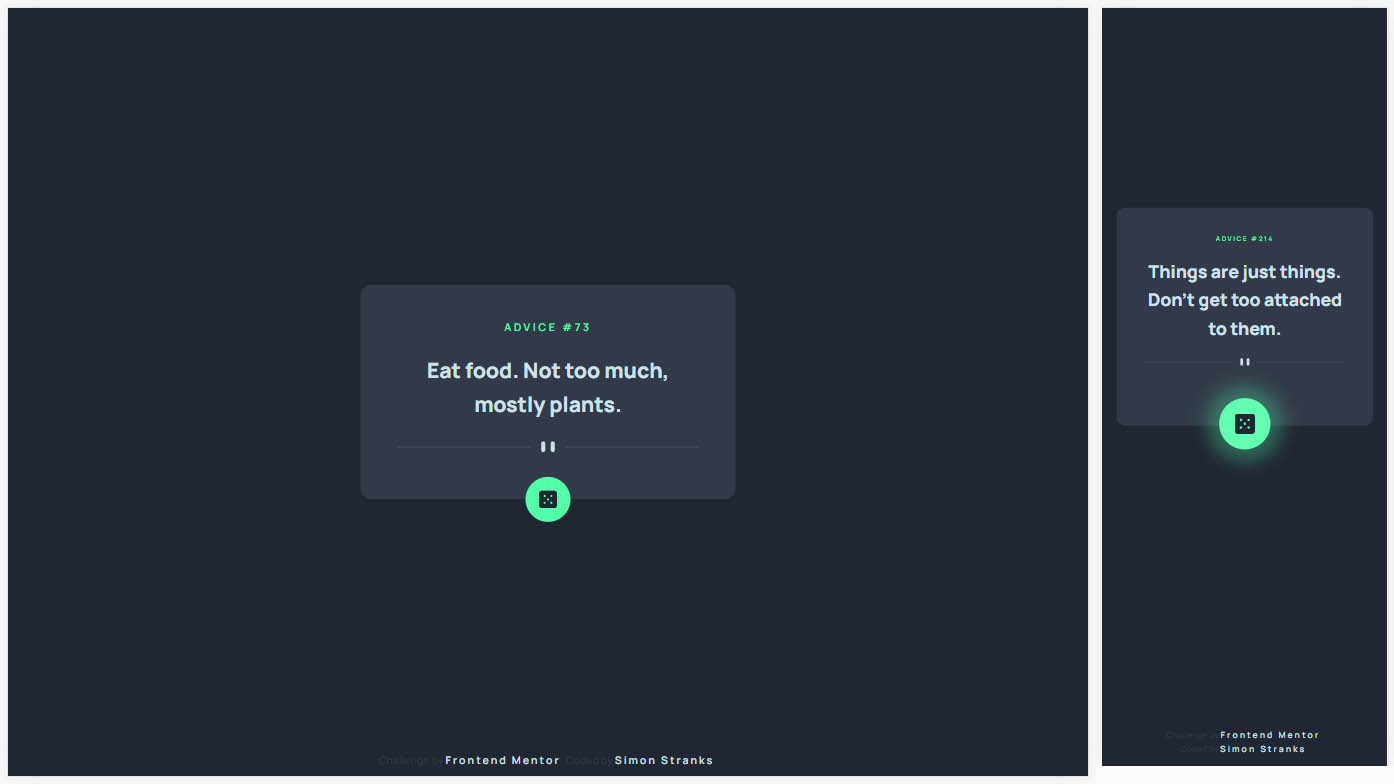 ADVICE #73
Eat food. Not too much,
mostly plants.
Challenge by Frontend Mentor Coded by Simon Stranks
ADVICE #214
Things are just things.
Don't get too attached
to them.
Challenge by Frontend Mentor
Coded by Simon Stranks